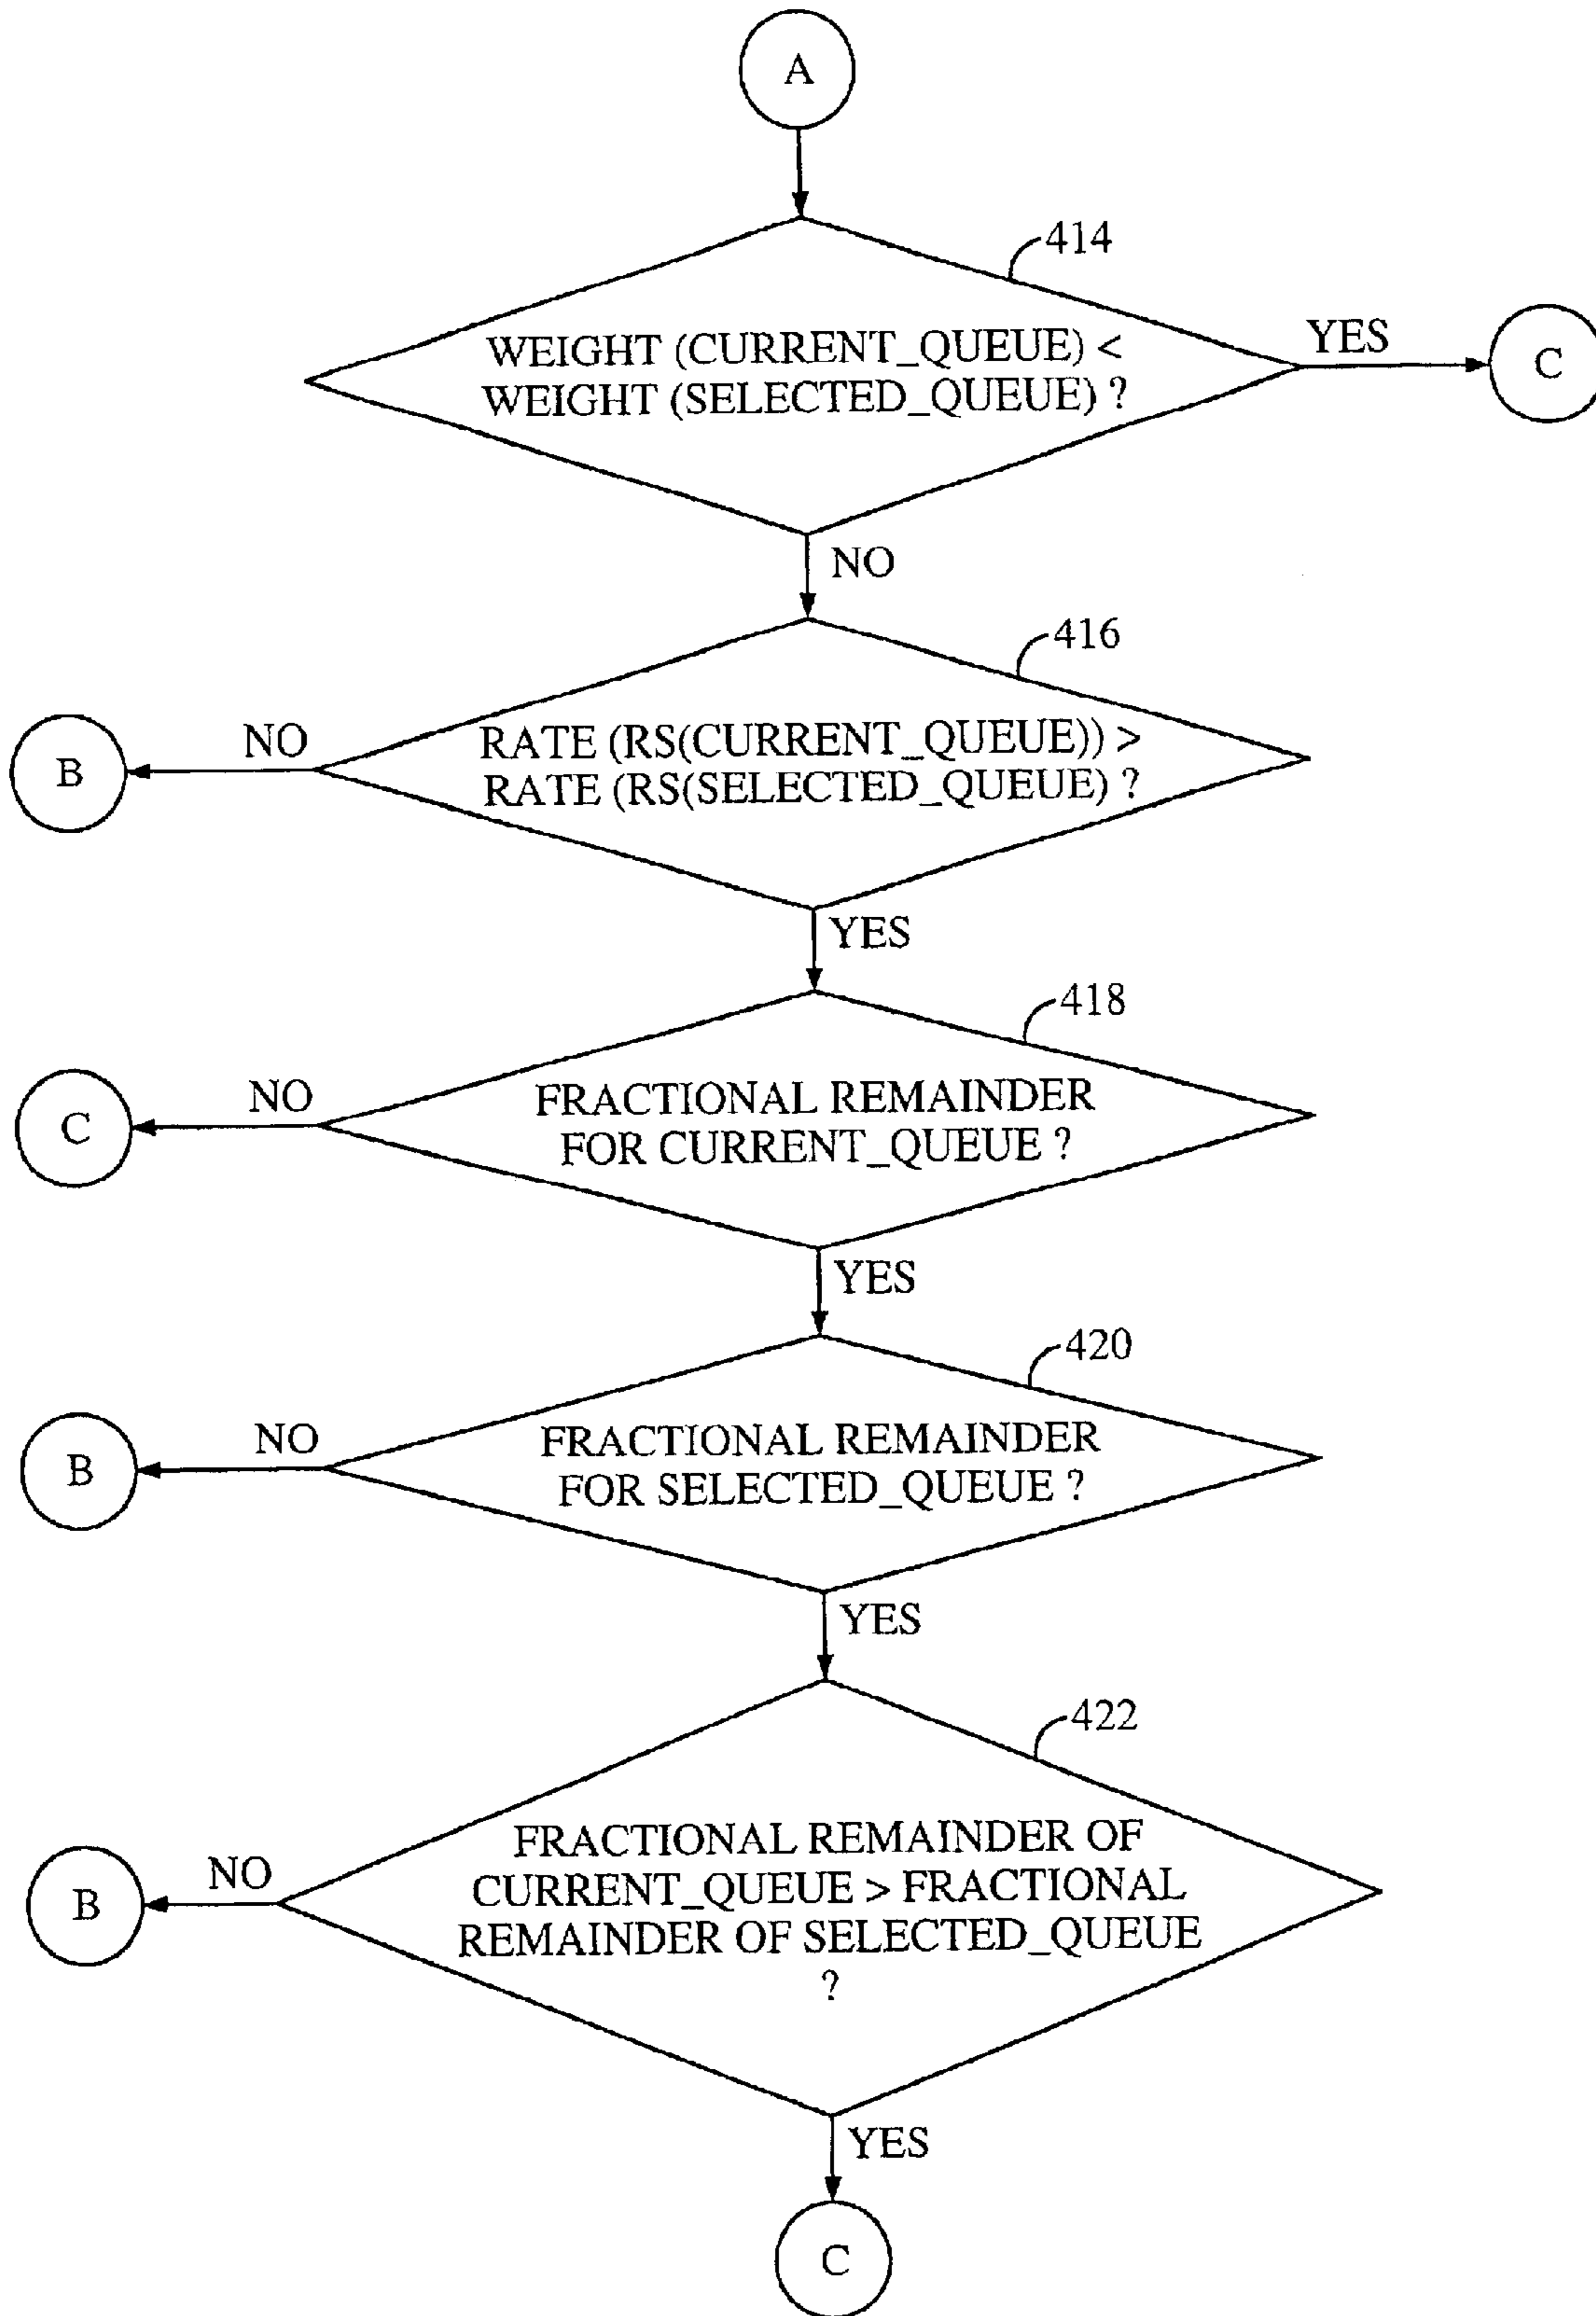 A
414
WEIGHT (CURRENT_QUEUE) <
WEIGHT (SELECTED_QUEUE) ?
YES
C
NO
416
RATE (RS(CURRENT_QUEUE)) >
RATE (RS(SELECTED_QUEUE) ?
NO
B
YES
418
FRACTIONAL REMAINDER
FOR CURRENT_QUEUE ?
NO
C
YES
420
FRACTIONAL REMAINDER
FOR SELECTED_QUEUE ?
NO
B
YES
422
FRACTIONAL REMAINDER OF
CURRENT_QUEUE > FRACTIONAL
REMAINDER OF SELECTED_QUEUE
?
NO
B
YES
C